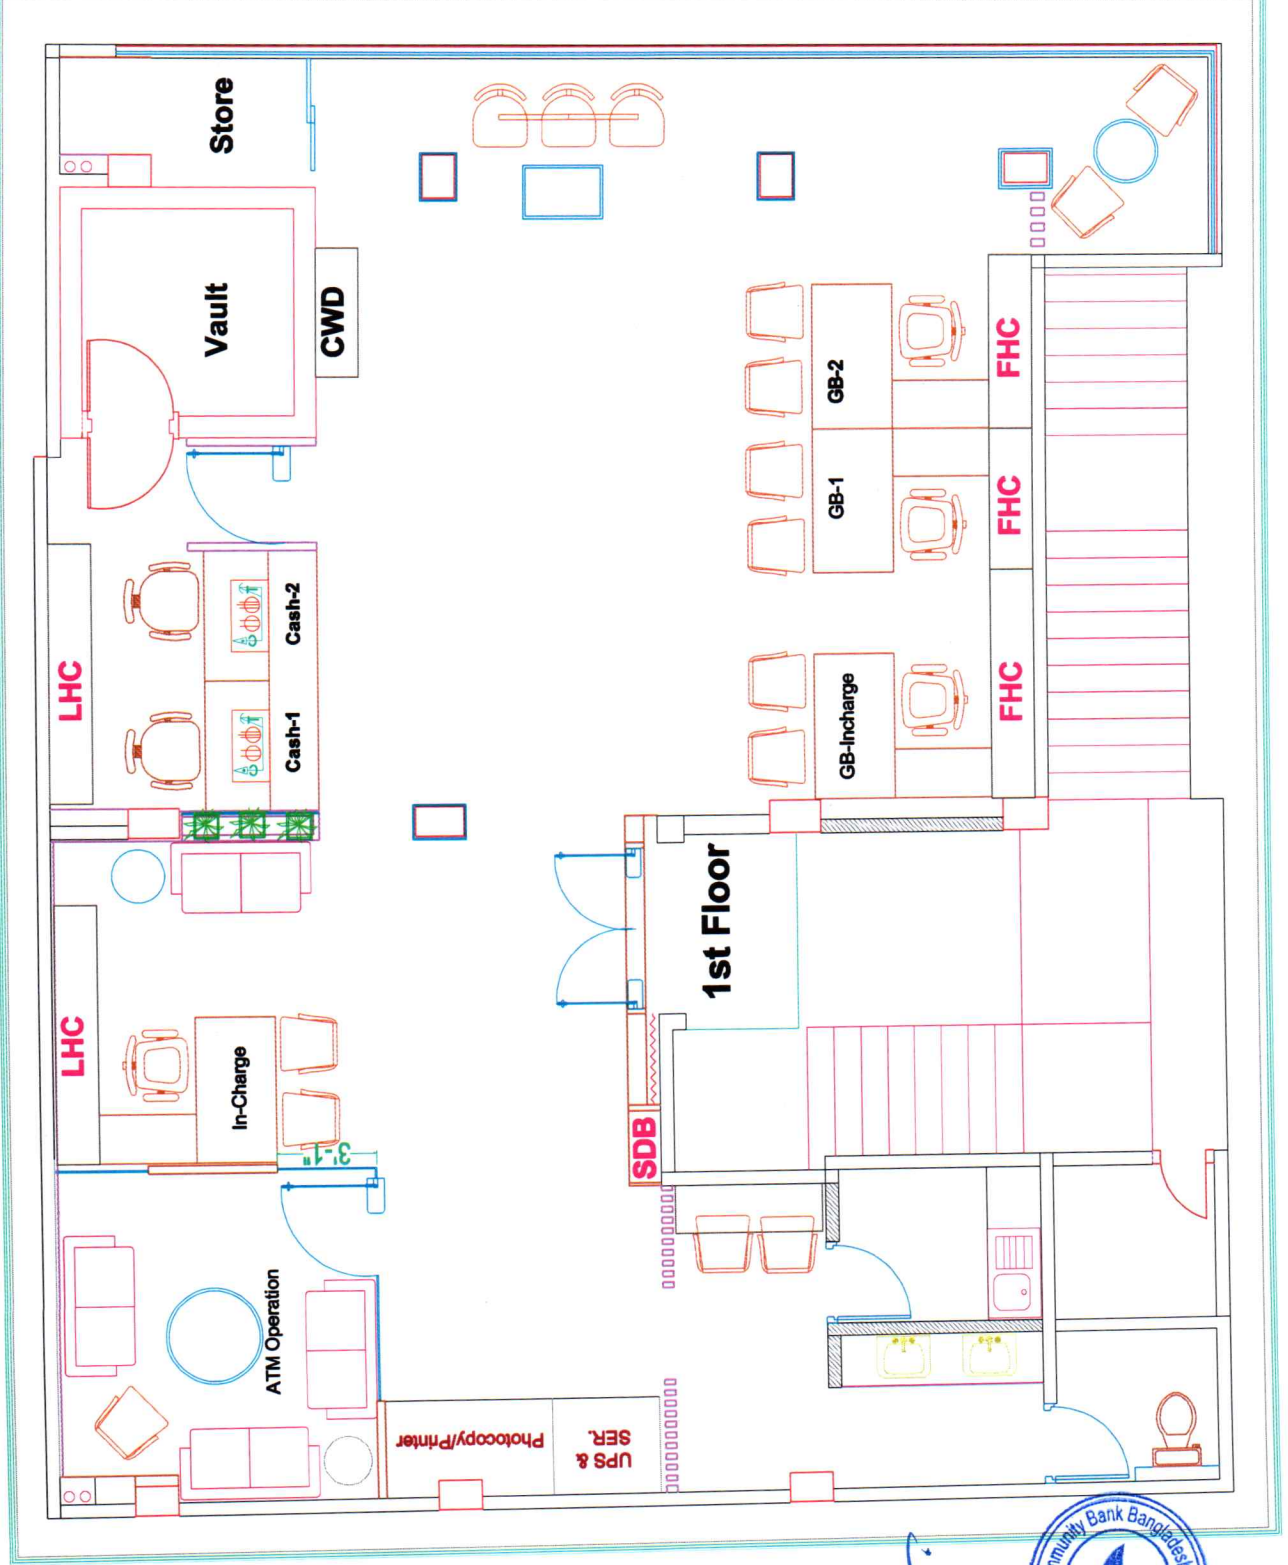 Store
Vault
CWD
LHC
Cash-2
Cash-1
GB-2
GB-1
GB-Incharge
FHC
FHC
FHC
LHC
In-Charge
3'-1"
1st Floor
SDB
ATM Operation
Photocopy/Printer
UPS &
SER.
Bank